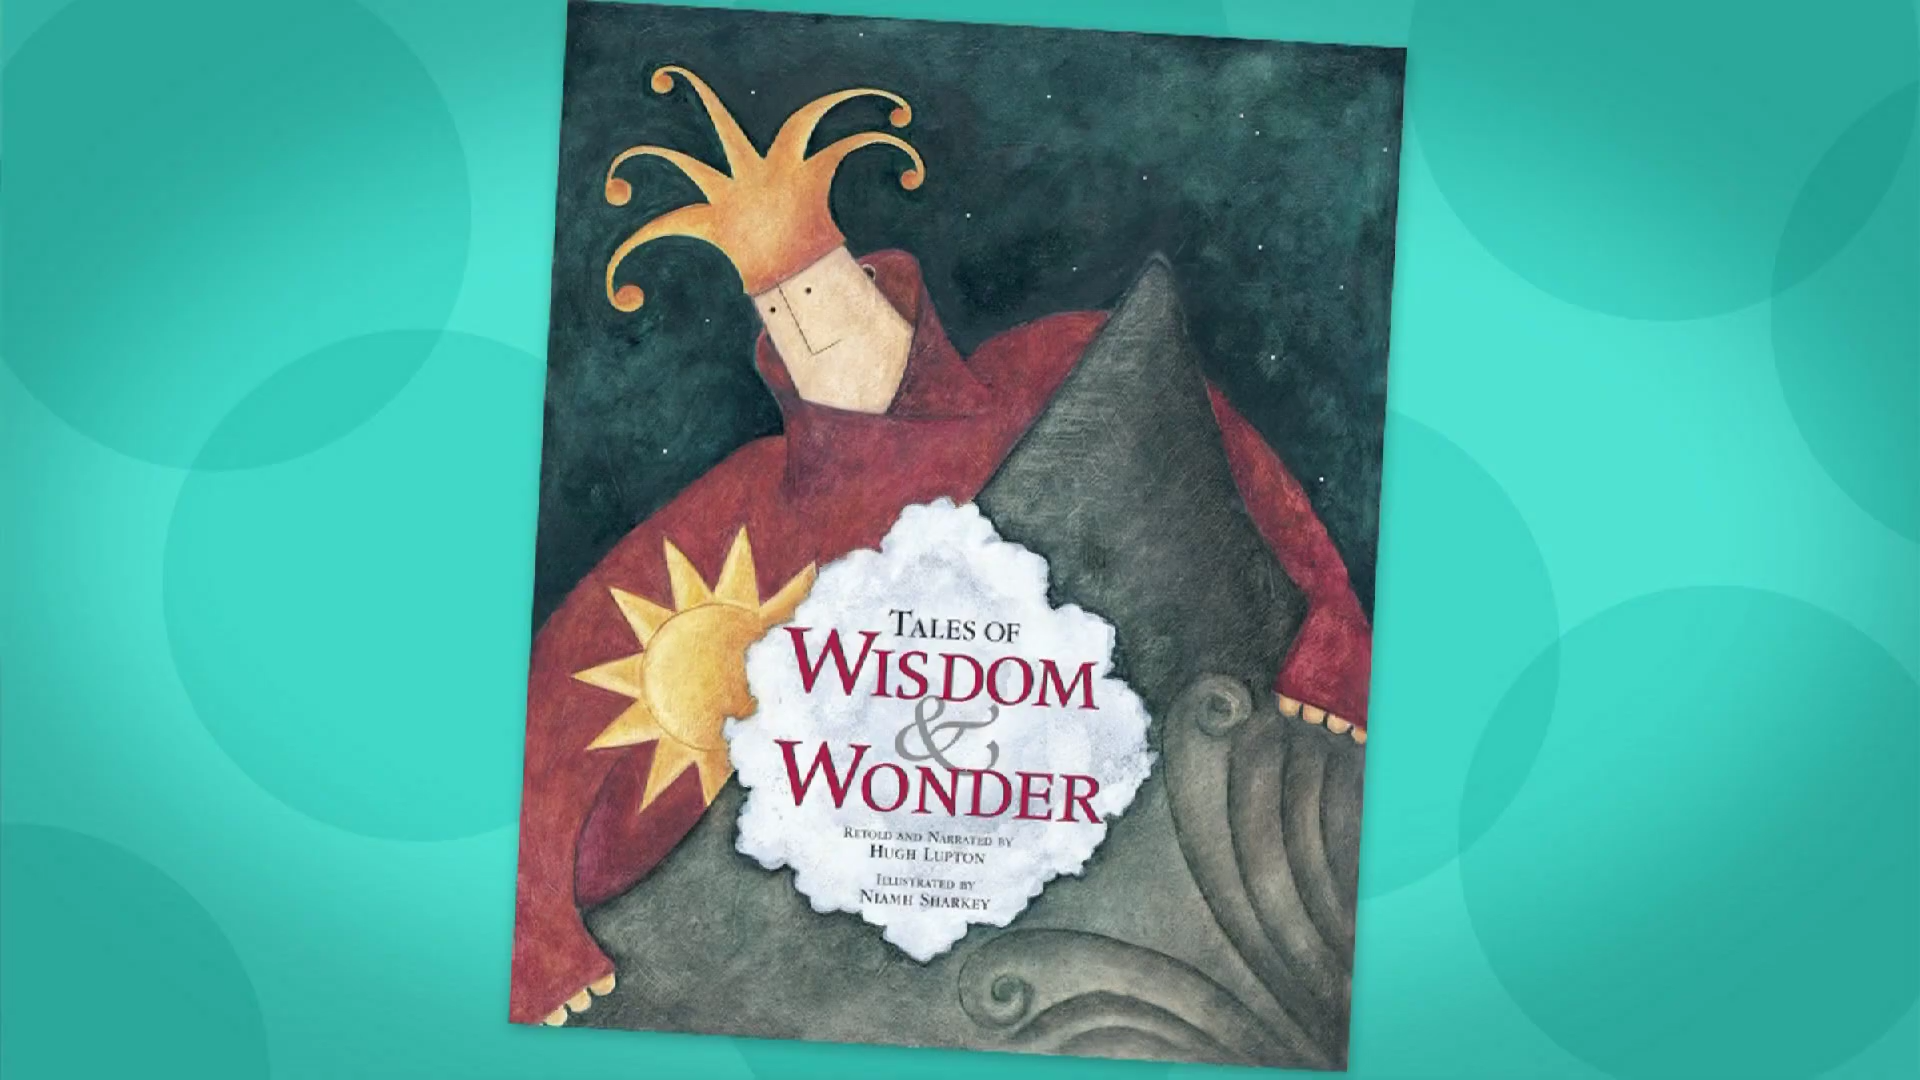 TALES OF
WISDOM
&
WONDER
RETOLD AND NARRATED BY
HUGH LUPTON
ILLUSTRATED BY
NIAMH SHARKEY